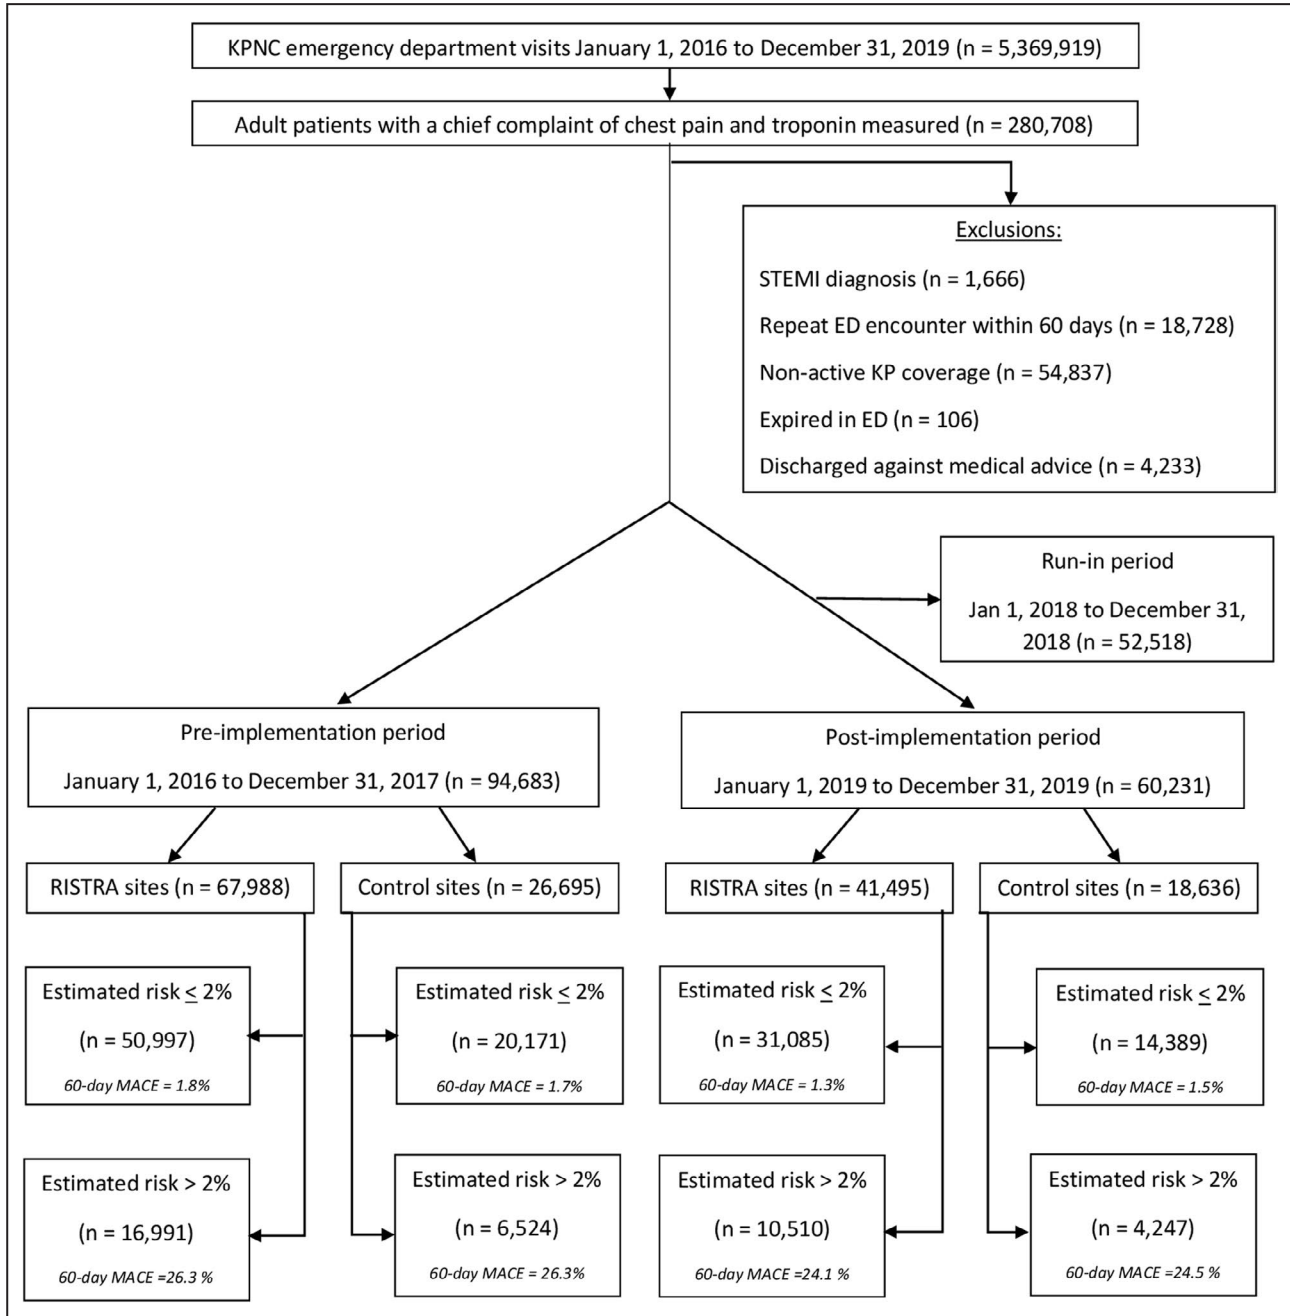 KPNC emergency department visits January 1, 2016 to December 31, 2019 (n = 5,369,919)
Adult patients with a chief complaint of chest pain and troponin measured (n = 280,708)
Exclusions:
STEMI diagnosis (n = 1,666)
Repeat ED encounter within 60 days (n = 18,728)
Non-active KP coverage (n = 54,837)
Expired in ED (n = 106)
Discharged against medical advice (n = 4,233)
Run-in period
Jan 1, 2018 to December 31,
2018 (n = 52,518)
Pre-implementation period
January 1, 2016 to December 31, 2017 (n = 94,683)
Post-implementation period
January 1, 2019 to December 31, 2019 (n = 60,231)
RISTRA sites (n = 67,988)
Control sites (n = 26,695)
RISTRA sites (n = 41,495)
Control sites (n = 18,636)
Estimated risk ≤ 2%
(n = 50,997)
60-day MACE = 1.8%
Estimated risk ≤ 2%
(n = 20,171)
60-day MACE = 1.7%
Estimated risk ≤ 2%
(n = 31,085)
60-day MACE = 1.3%
Estimated risk ≤ 2%
(n = 14,389)
60-day MACE = 1.5%
Estimated risk > 2%
(n = 16,991)
60-day MACE =26.3 %
Estimated risk > 2%
(n = 6,524)
60-day MACE = 26.3%
Estimated risk > 2%
(n = 10,510)
60-day MACE =24.1 %
Estimated risk > 2%
(n = 4,247)
60-day MACE =24.5 %